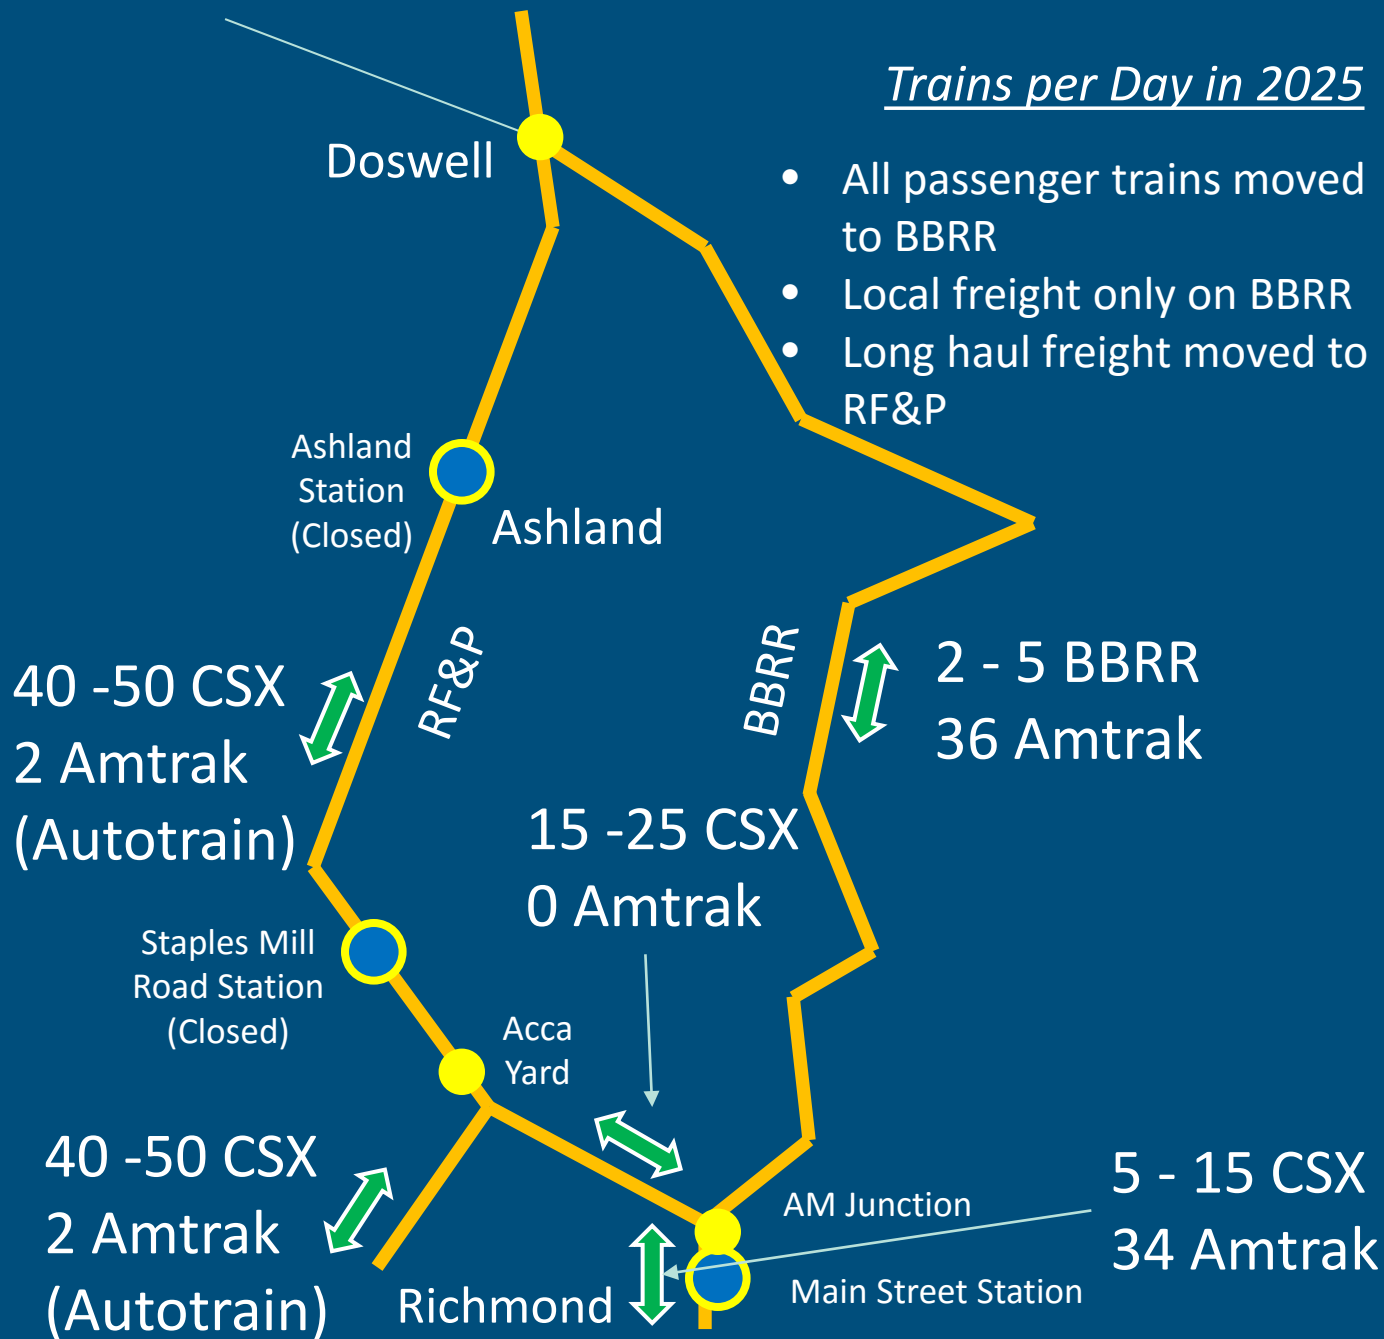 Trains per Day in 2025
Doswell
• All passenger trains moved
to BBRR
• Local freight only on BBRR
• Long haul freight moved to
RF&P
Ashland
Station
(Closed)
Ashland
RF&P
BBRR
40 -50 CSX
2 Amtrak
(Autotrain)
2 - 5 BBRR
36 Amtrak
15 -25 CSX
0 Amtrak
Staples Mill
Road Station
(Closed)
Acca
Yard
40 -50 CSX
2 Amtrak
(Autotrain)
AM Junction
5 - 15 CSX
34 Amtrak
Richmond
Main Street Station